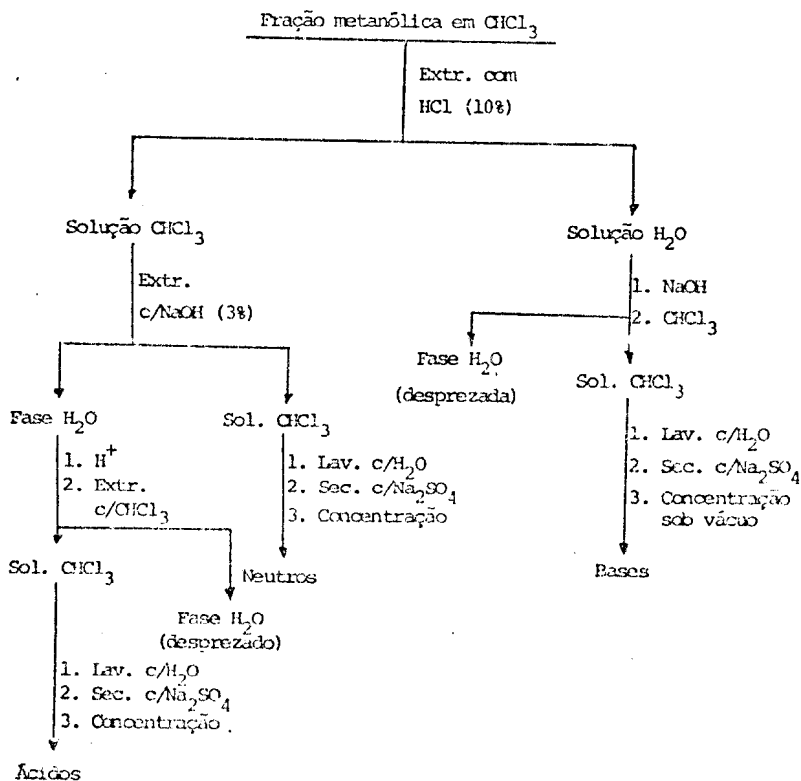 Fração metanólica em CHCl3
Extr. com
HCl (10%)
Solução CHCl3
Solução H2O
Extr.
c/NaOH (3%)
1. NaOH
2. CHCl3
Fase H2O
(desprezada)
Sol. CHCl3
Fase H2O
Sol. CHCl3
1. H+
2. Extr.
c/CHCl3
1. Lav. c/H2O
2. Sec. c/Na2SO4
3. Concentração
1. Lav. c/H2O
2. Sec. c/Na2SO4
3. Concentração
sob vácuo
Sol. CHCl3
Neutros
Bases
Fase H2O
(desprezado)
1. Lav. c/H2O
2. Sec. c/Na2SO4
3. Concentração
Ácidos